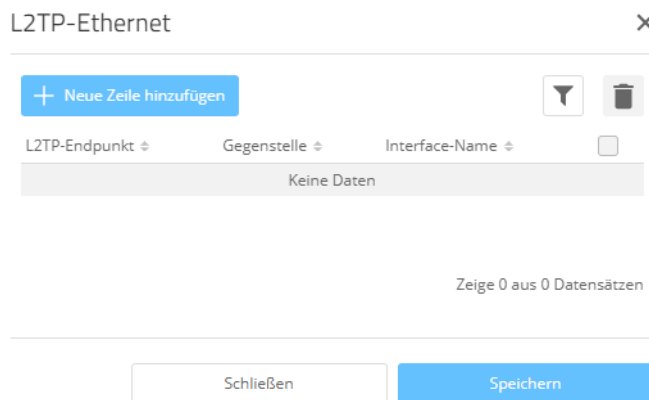 L2TP-Ethernet
Neue Zeile hinzufügen
L2TP-Endpunkt Gegenstelle Interface-Name
Keine Daten
Zeige 0 aus 0 Datensätzen
Schließen Speichern